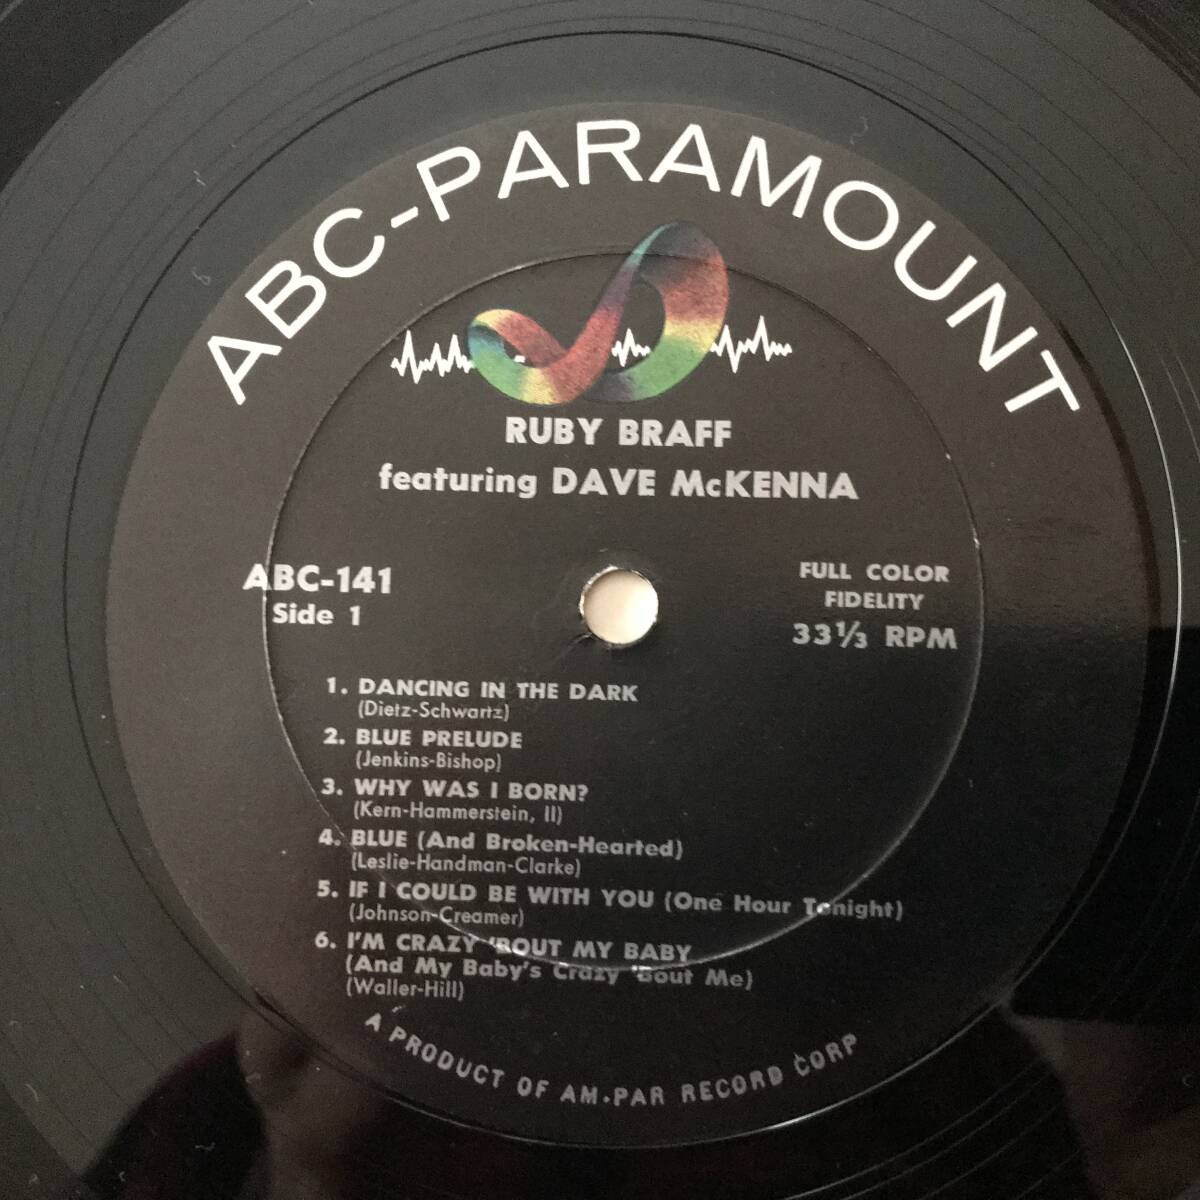 ABC-PARAMOUNT
RUBY BRAFF
featuring DAVE McKENNA
ABC-141
Side 1
FULL COLOR
FIDELITY
33⅓ RPM
1. DANCING IN THE DARK
(Dietz-Schwartz)
2. BLUE PRELUDE
(Jenkins-Bishop)
3. WHY WAS I BORN?
(Kern-Hammerstein, II)
4. BLUE (And Broken-Hearted)
(Leslie-Handman-Clarke)
5. IF I COULD BE WITH YOU (One Hour Tonight)
(Johnson-Creamer)
6. I'M CRAZY 'BOUT MY BABY
(And My Baby's Crazy 'Bout Me)
(Waller-Hill)
A PRODUCT OF AM-PAR RECORD CORP